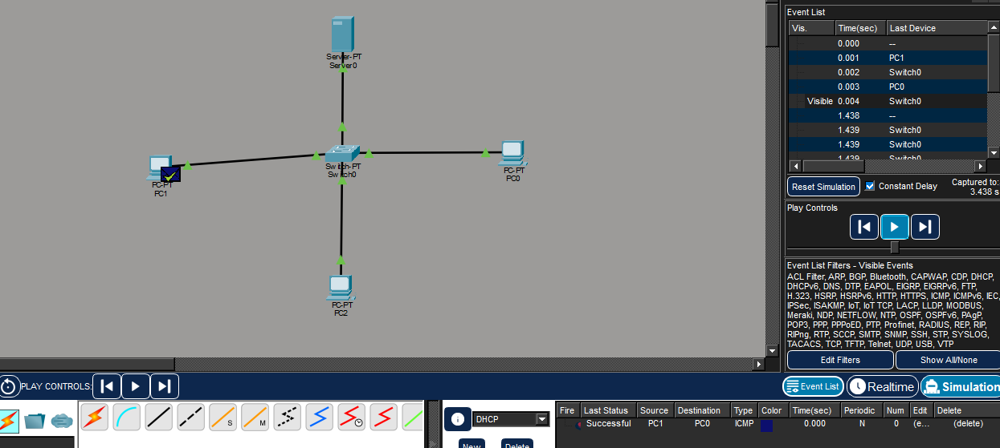 Server-PT
Server0
Switch-PT
Switch0
PC-PT
PC1
PC-PT
PC0
PC-PT
PC2
Event List
Vis. Time(sec) Last Device
0.000 --
0.001 PC1
0.002 Switch0
0.003 PC0
Visible 0.004 Switch0
1.438 --
1.439 Switch0
1.439 Switch0
1.439 Switch0
Reset Simulation Constant Delay Captured to:
3.438 s
Play Controls
Event List Filters - Visible Events
ACL Filter, ARP, BGP, Bluetooth, CAPWAP, CDP, DHCP,
DHCPv6, DNS, DTP, EAPOL, EIGRP, EIGRPv6, FTP,
H.323, HSRP, HSRPv6, HTTP, HTTPS, ICMP, ICMPv6, IEC,
IPSec, ISAKMP, IoT, IoT TCP, LACP, LLDP, MODBUS,
Meraki, NDP, NETFLOW, NTP, OSPF, OSPFv6, PAgP,
POP3, PPP, PPPoED, PTP, Profinet, RADIUS, REP, RIP,
RIPng, RTP, SCCP, SMTP, SNMP, SSH, STP, SYSLOG,
TACACS, TCP, TFTP, Telnet, UDP, USB, VTP
Edit Filters Show All/None
PLAY CONTROLS:
Event List Realtime Simulation
S M
DHCP
New Delete
Fire Last Status Source Destination Type Color Time(sec) Periodic Num Edit Delete
Successful PC1 PC0 ICMP 0.000 N 0 (e... (delete)